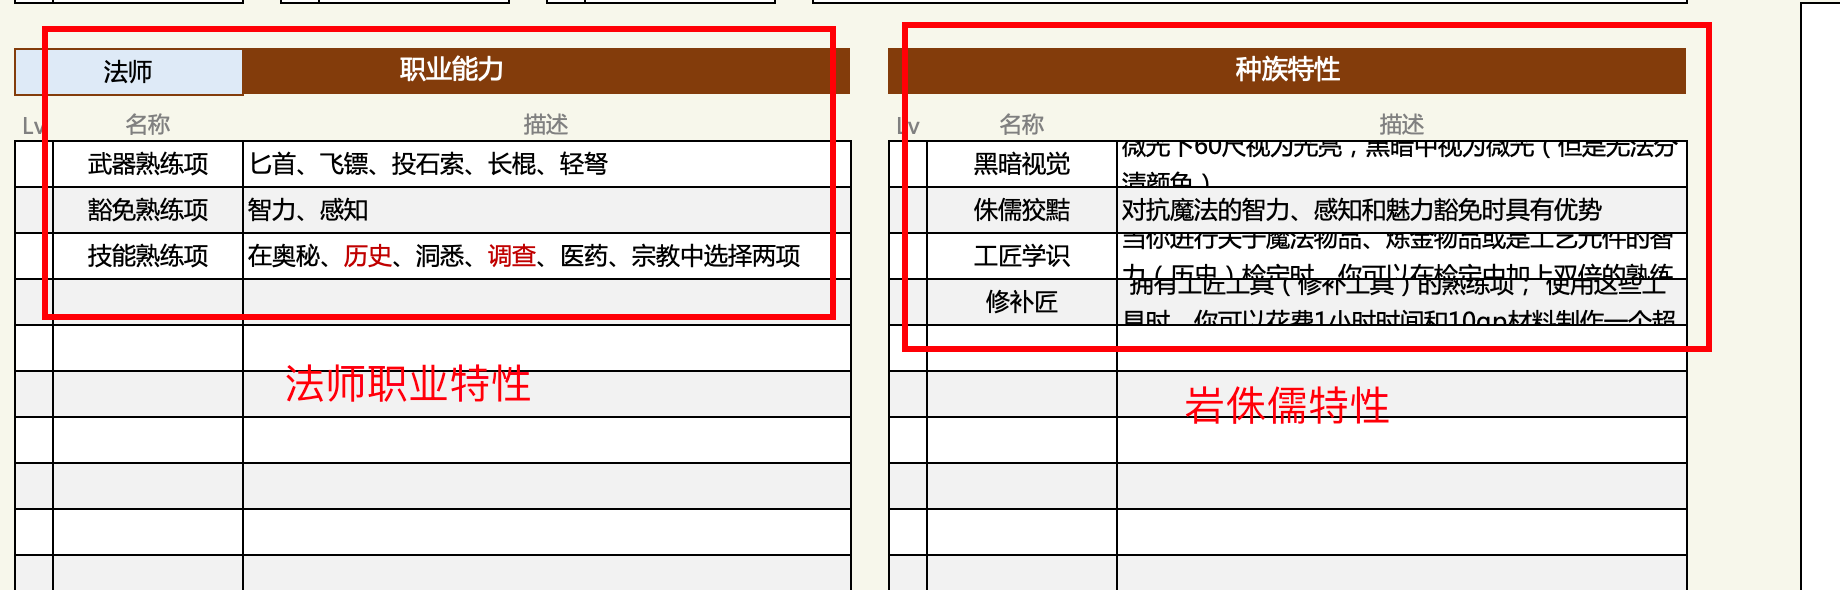 法师 职业能力
Lv 名称 描述
武器熟练项 匕首、飞镖、投石索、长棍、轻弩
豁免熟练项 智力、感知
技能熟练项 在奥秘、历史、洞悉、调查、医药、宗教中选择两项
法师职业特性
种族特性
Lv 名称 描述
黑暗视觉 微光下60尺视为光亮，黑暗中视为微光（但是无法分
清颜色）
侏儒狡黠 对抗魔法的智力、感知和魅力豁免时具有优势
工匠学识 当你进行关于魔法物品、炼金物品或是工艺元件的智
力（历史）检定时，你可以在检定中加上双倍的熟练
修补匠 拥有工匠工具（修补工具）的熟练项， 使用这些工
具时，你可以花费1小时时间和10gp材料制作一个超
岩侏儒特性